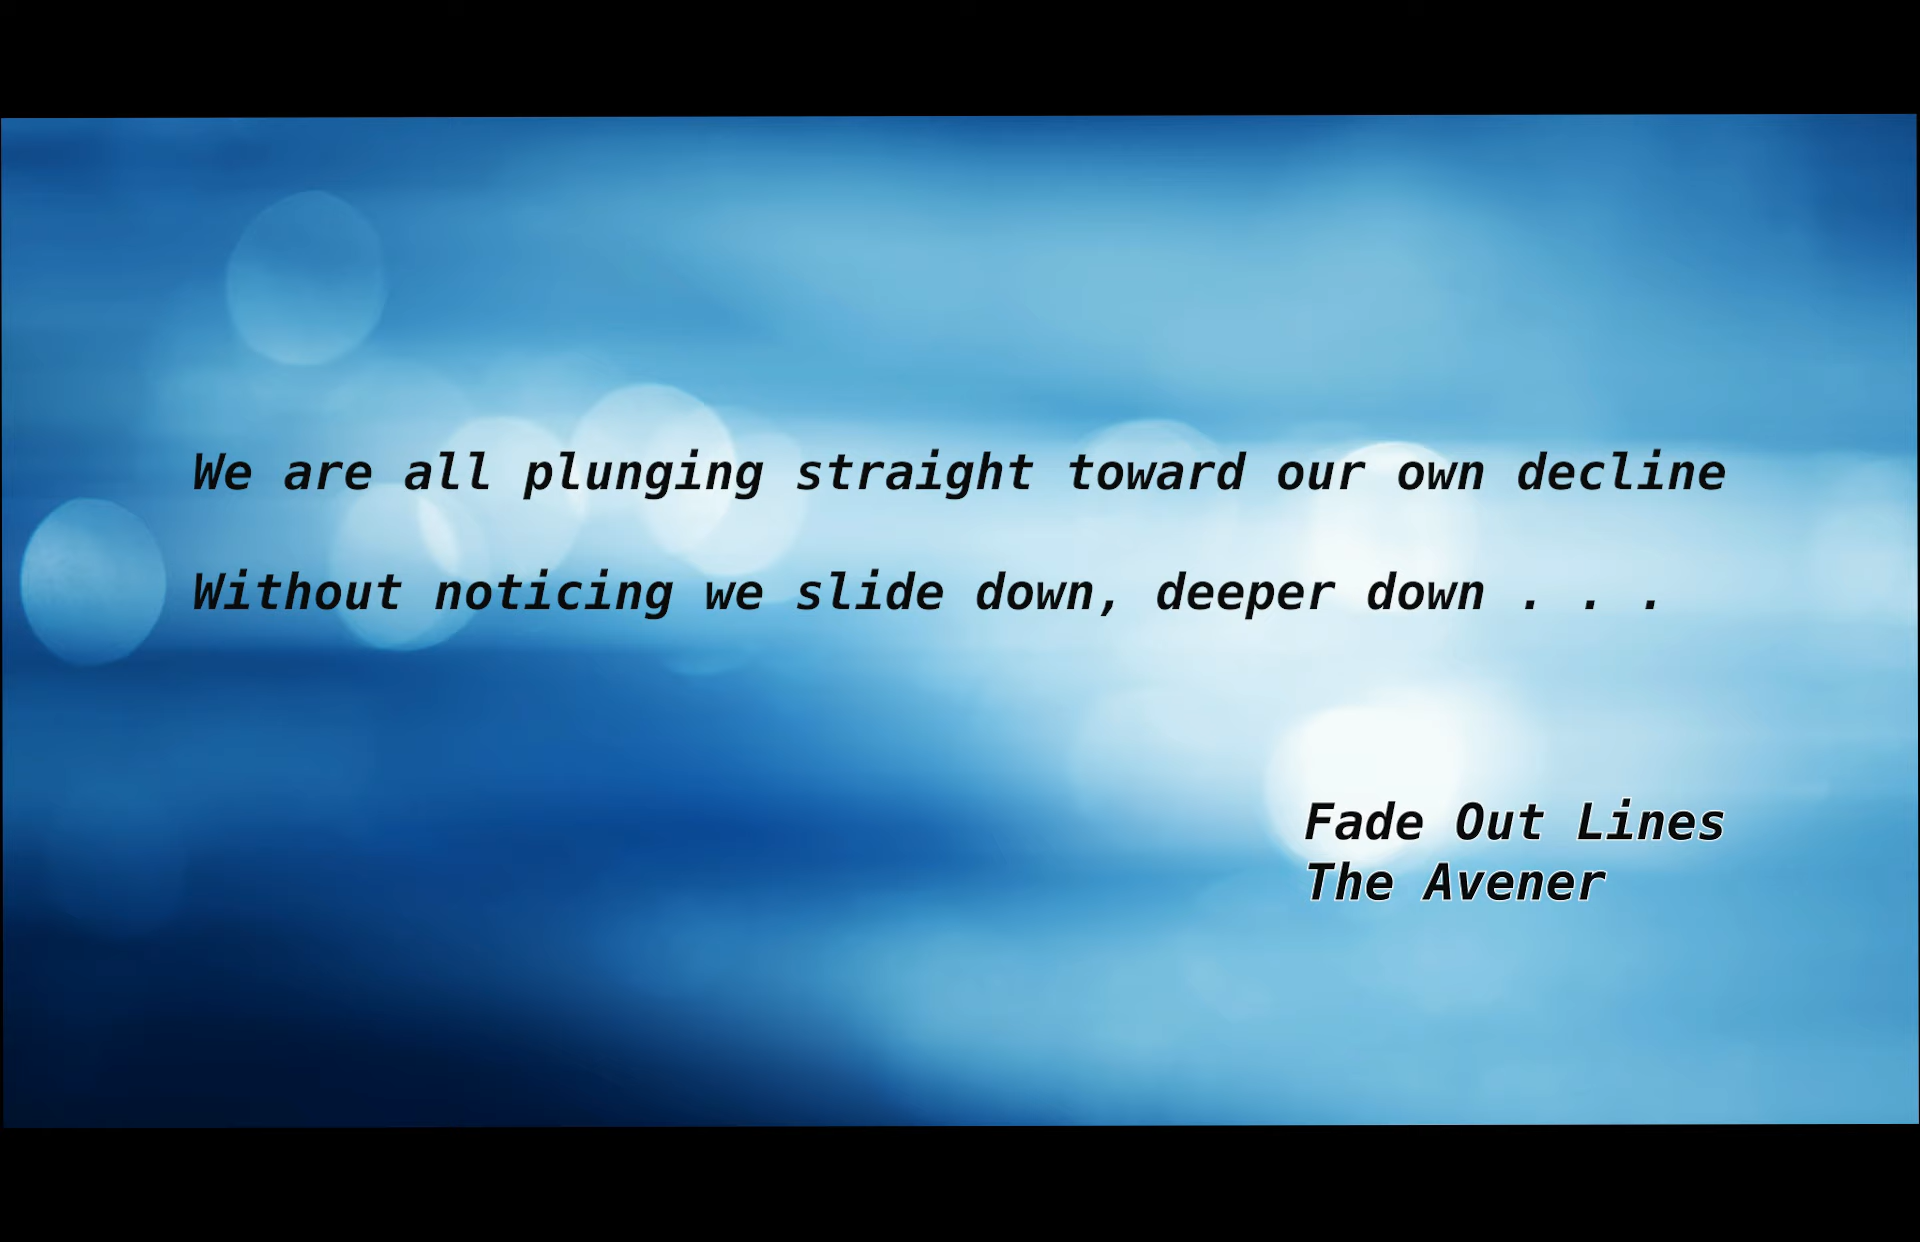 We are all plunging straight toward our own decline
Without noticing we slide down, deeper down . . .
Fade Out Lines
The Avener